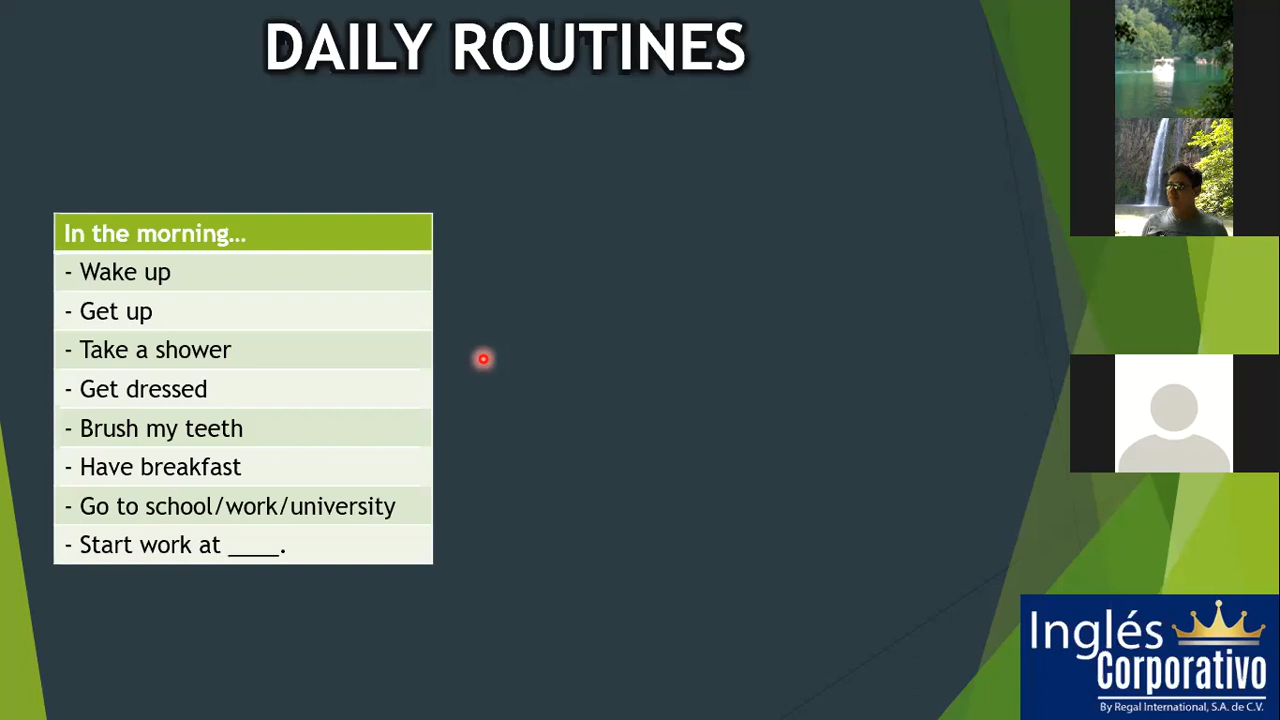 DAILY ROUTINES
In the morning…
- Wake up
- Get up
- Take a shower
- Get dressed
- Brush my teeth
- Have breakfast
- Go to school/work/university
- Start work at ____.
Inglés
Corporativo
By Regal International, S.A. de C.V.